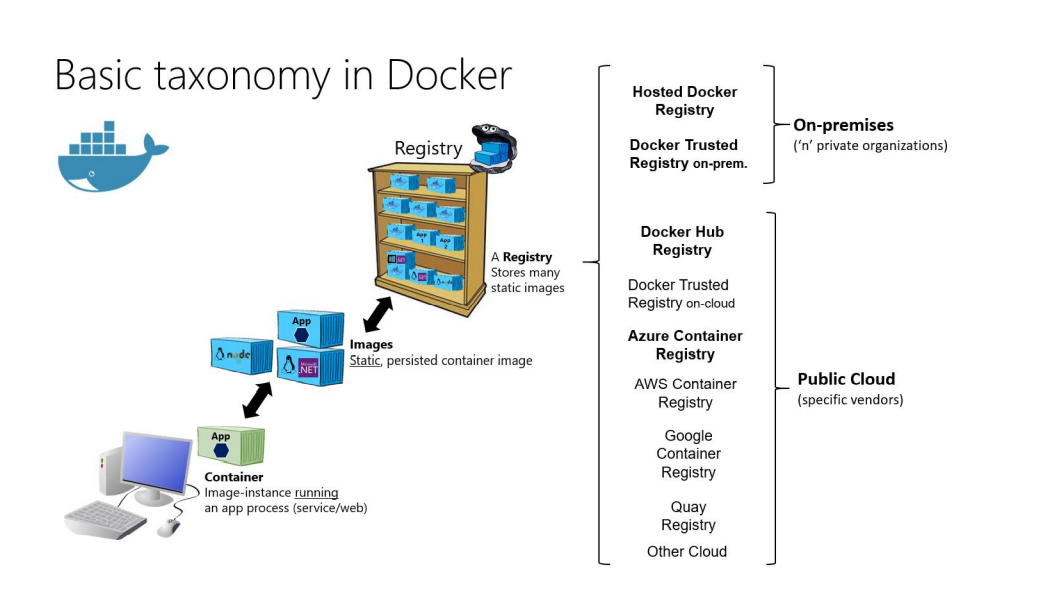 Basic taxonomy in Docker
Registry
App
1
App
2
.NET
node
A Registry
Stores many
static images
App
node
Microsoft
.NET
Images
Static, persisted container image
App
Container
Image-instance running
an app process (service/web)
Hosted Docker
Registry
Docker Trusted
Registry on-prem.
On-premises
('n' private organizations)
Docker Hub
Registry
Docker Trusted
Registry on-cloud
Azure Container
Registry
AWS Container
Registry
Google
Container
Registry
Quay
Registry
Other Cloud
Public Cloud
(specific vendors)